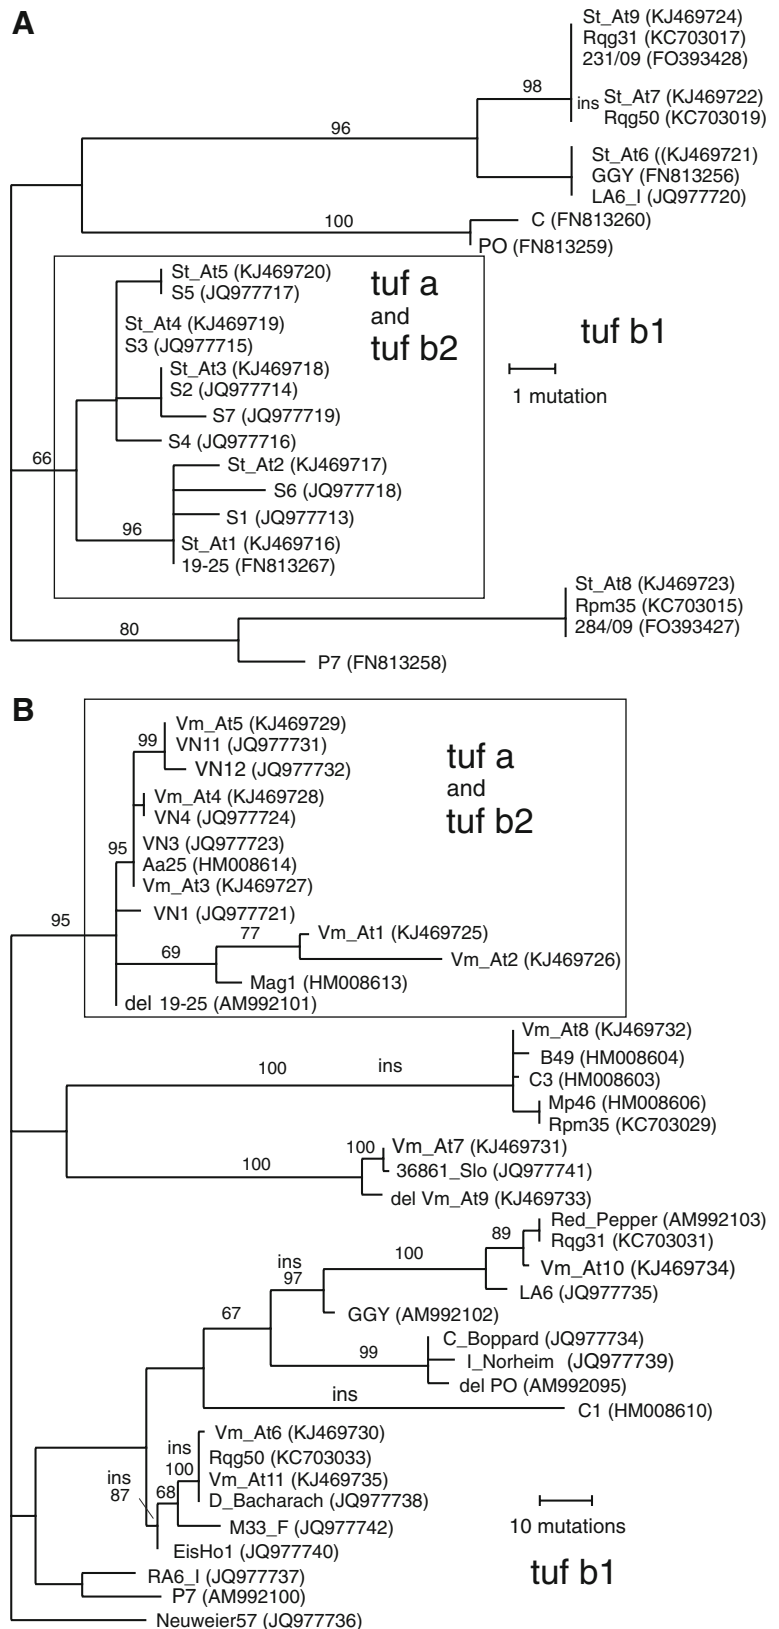 A
St_At9 (KJ469724)
Rqg31 (KC703017)
231/09 (FO393428)
98
ins St_At7 (KJ469722)
Rqg50 (KC703019)
96
St_At6 ((KJ469721)
GGY (FN813256)
LA6_I (JQ977720)
100
C (FN813260)
PO (FN813259)
St_At5 (KJ469720)
S5 (JQ977717)
tuf a
and
tuf b2
St_At4 (KJ469719)
S3 (JQ977715)
tuf b1
St_At3 (KJ469718)
S2 (JQ977714)
1 mutation
S7 (JQ977719)
S4 (JQ977716)
66
St_At2 (KJ469717)
S6 (JQ977718)
S1 (JQ977713)
96
St_At1 (KJ469716)
19-25 (FN813267)
St_At8 (KJ469723)
Rpm35 (KC703015)
284/09 (FO393427)
80
P7 (FN813258)
B
Vm_At5 (KJ469729)
99
VN11 (JQ977731)
VN12 (JQ977732)
tuf a
and
tuf b2
Vm_At4 (KJ469728)
VN4 (JQ977724)
VN3 (JQ977723)
95
Aa25 (HM008614)
Vm_At3 (KJ469727)
VN1 (JQ977721)
95
77
Vm_At1 (KJ469725)
69
Vm_At2 (KJ469726)
Mag1 (HM008613)
del 19-25 (AM992101)
Vm_At8 (KJ469732)
B49 (HM008604)
100 ins
C3 (HM008603)
Mp46 (HM008606)
Rpm35 (KC703029)
100
Vm_At7 (KJ469731)
100
36861_Slo (JQ977741)
del Vm_At9 (KJ469733)
Red_Pepper (AM992103)
89
Rqg31 (KC703031)
100
ins
97
Vm_At10 (KJ469734)
LA6 (JQ977735)
67
GGY (AM992102)
C_Boppard (JQ977734)
99
I_Norheim (JQ977739)
del PO (AM992095)
ins
C1 (HM008610)
Vm_At6 (KJ469730)
ins
100
Rqg50 (KC703033)
Vm_At11 (KJ469735)
ins
87
68
D_Bacharach (JQ977738)
M33_F (JQ977742)
10 mutations
EisHo1 (JQ977740)
tuf b1
RA6_I (JQ977737)
P7 (AM992100)
Neuweier57 (JQ977736)